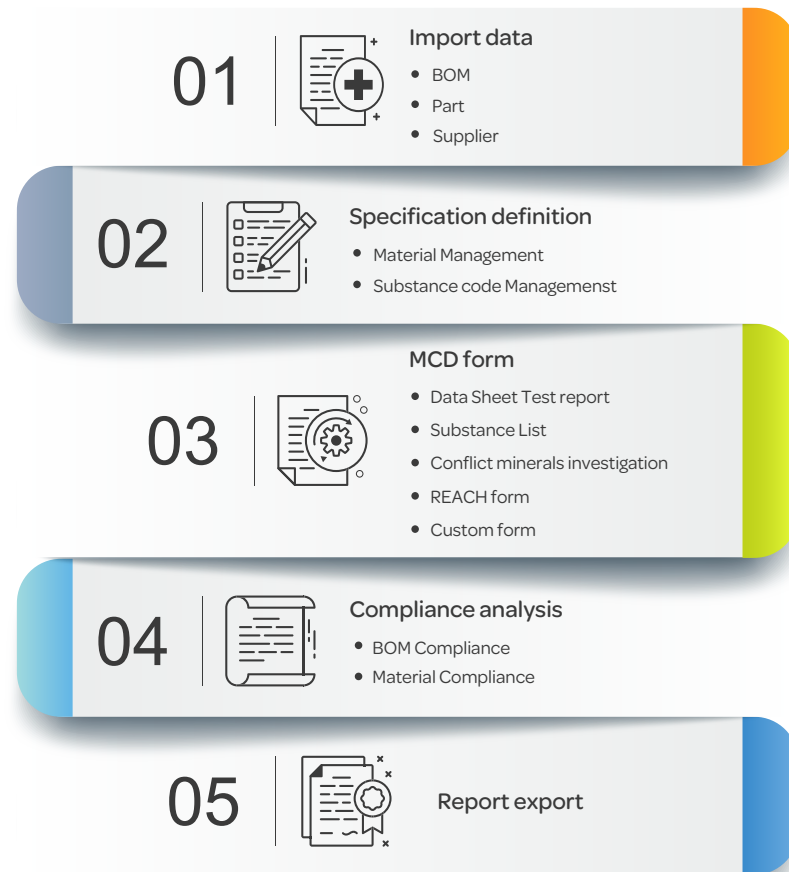 01
Import data
• BOM
• Part
• Supplier
02
Specification definition
• Material Management
• Substance code Managemenst
03
MCD form
• Data Sheet Test report
• Substance List
• Conflict minerals investigation
• REACH form
• Custom form
04
Compliance analysis
• BOM Compliance
• Material Compliance
05
Report export